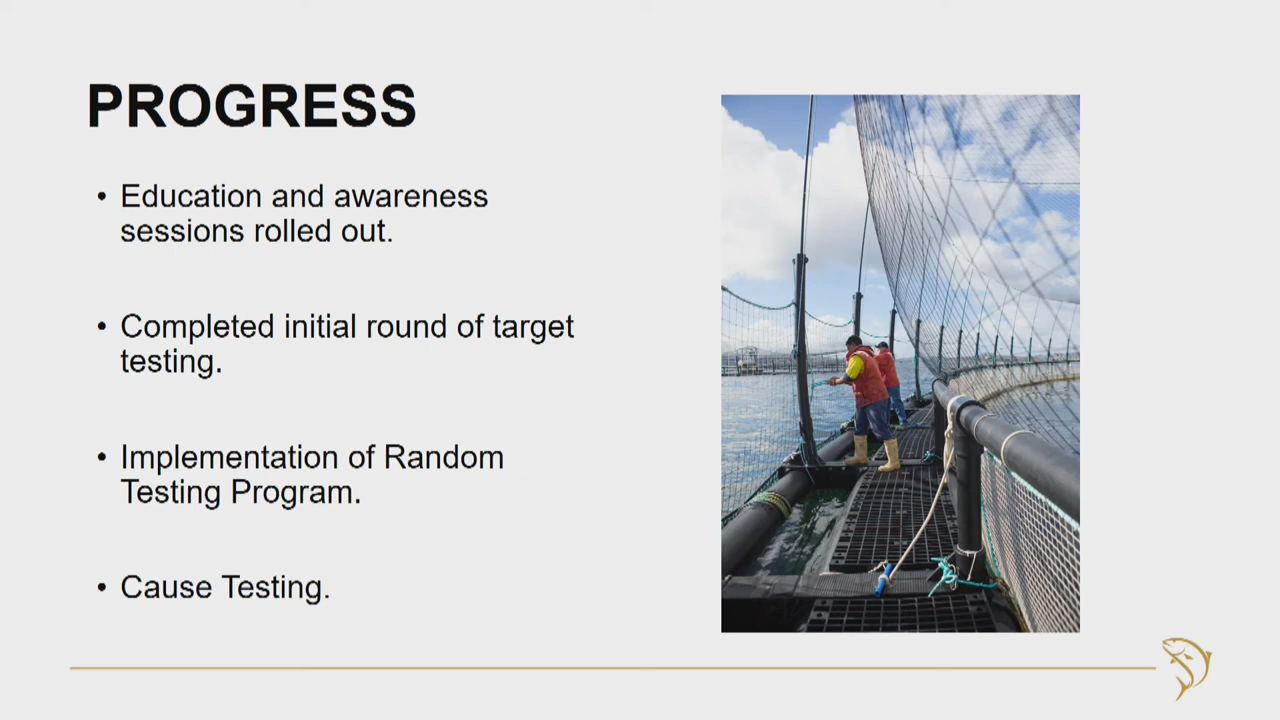 PROGRESS
• Education and awareness
sessions rolled out.
• Completed initial round of target
testing.
• Implementation of Random
Testing Program.
• Cause Testing.